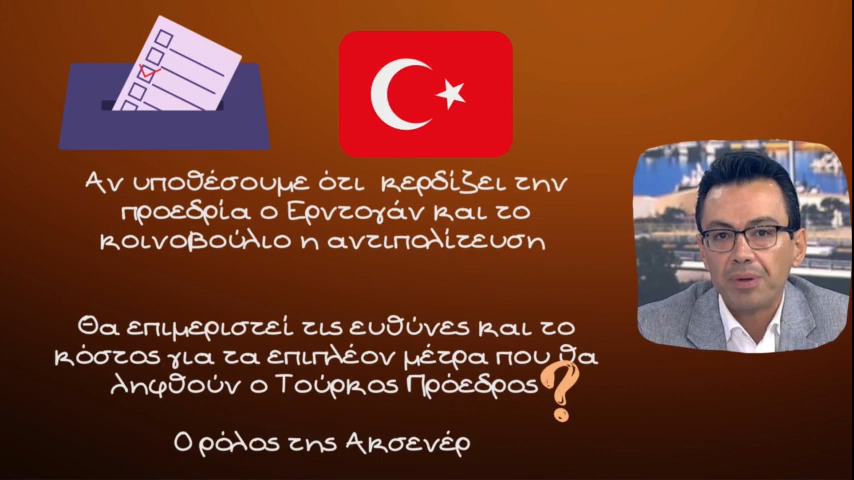 Αν υποθέσουμε ότι κερδίζει την
προεδρία ο Ερντογάν και το
κοινοβούλιο η αντιπολίτευση
Θα επιμεριστεί τις ευθύνες και το
κόστος για τα επιπλέον μέτρα που θα
ληφθούν ο Τούρκος Πρόεδρος?
Ο ρόλος της Ακσενέρ